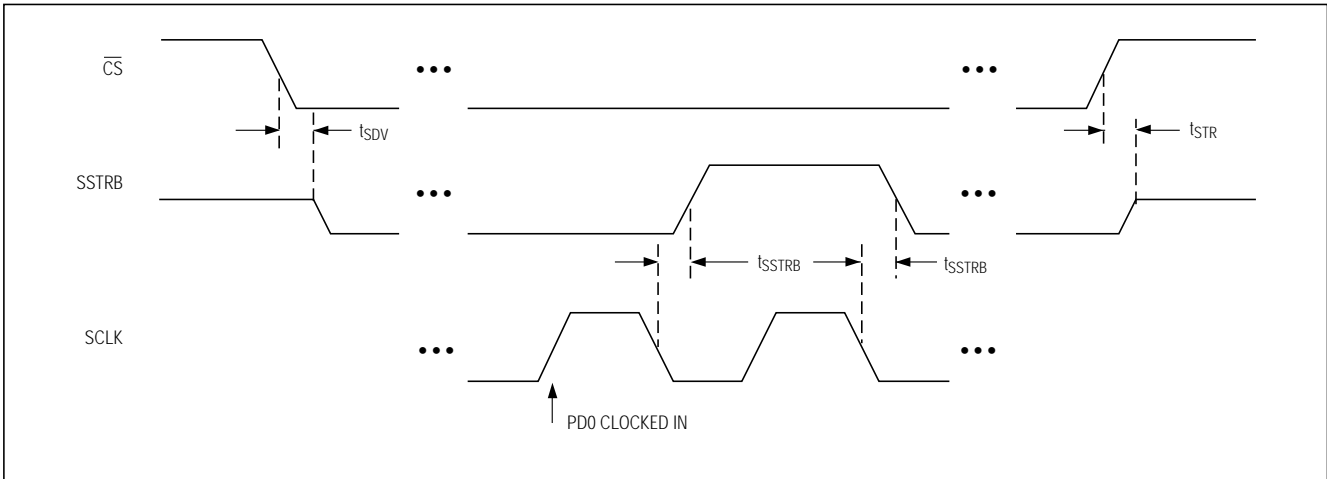 CS
tSDV
tSTR
SSTRB
tSSTRB
tSSTRB
SCLK
PD0 CLOCKED IN